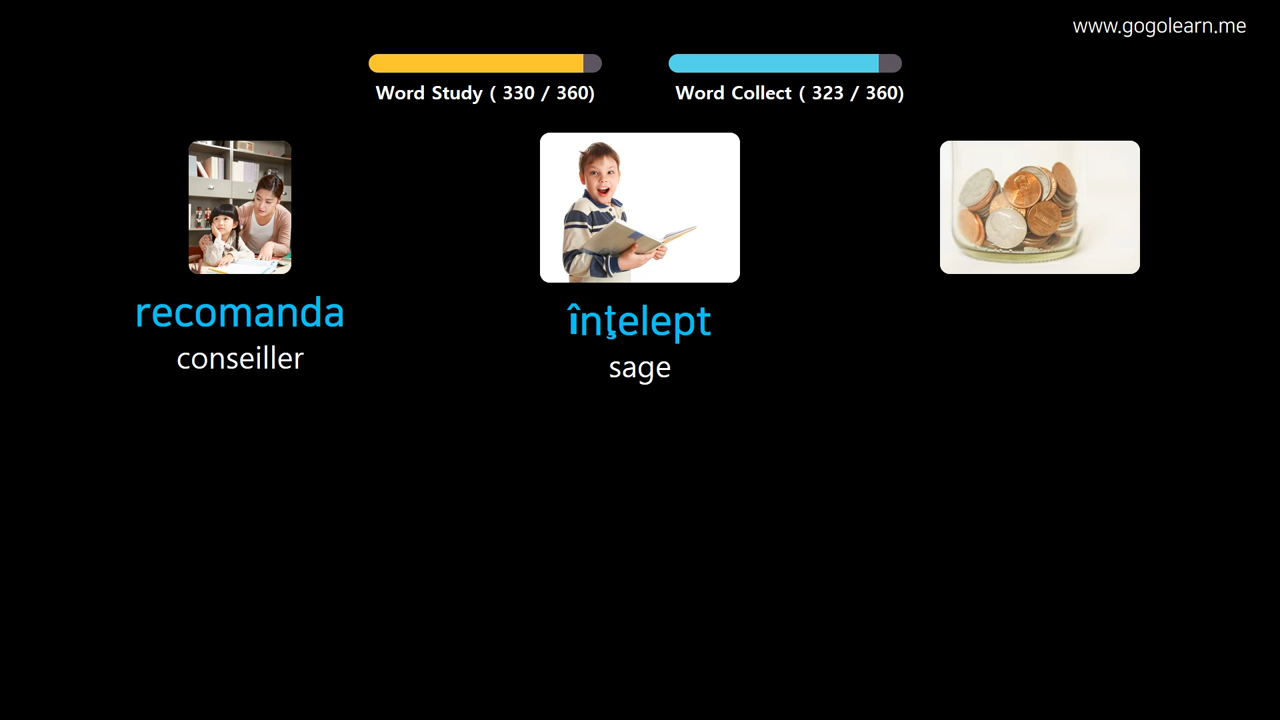 www.gogolearn.me
Word Study ( 330 / 360)
Word Collect ( 323 / 360)
recomanda
conseiller
înţelept
sage